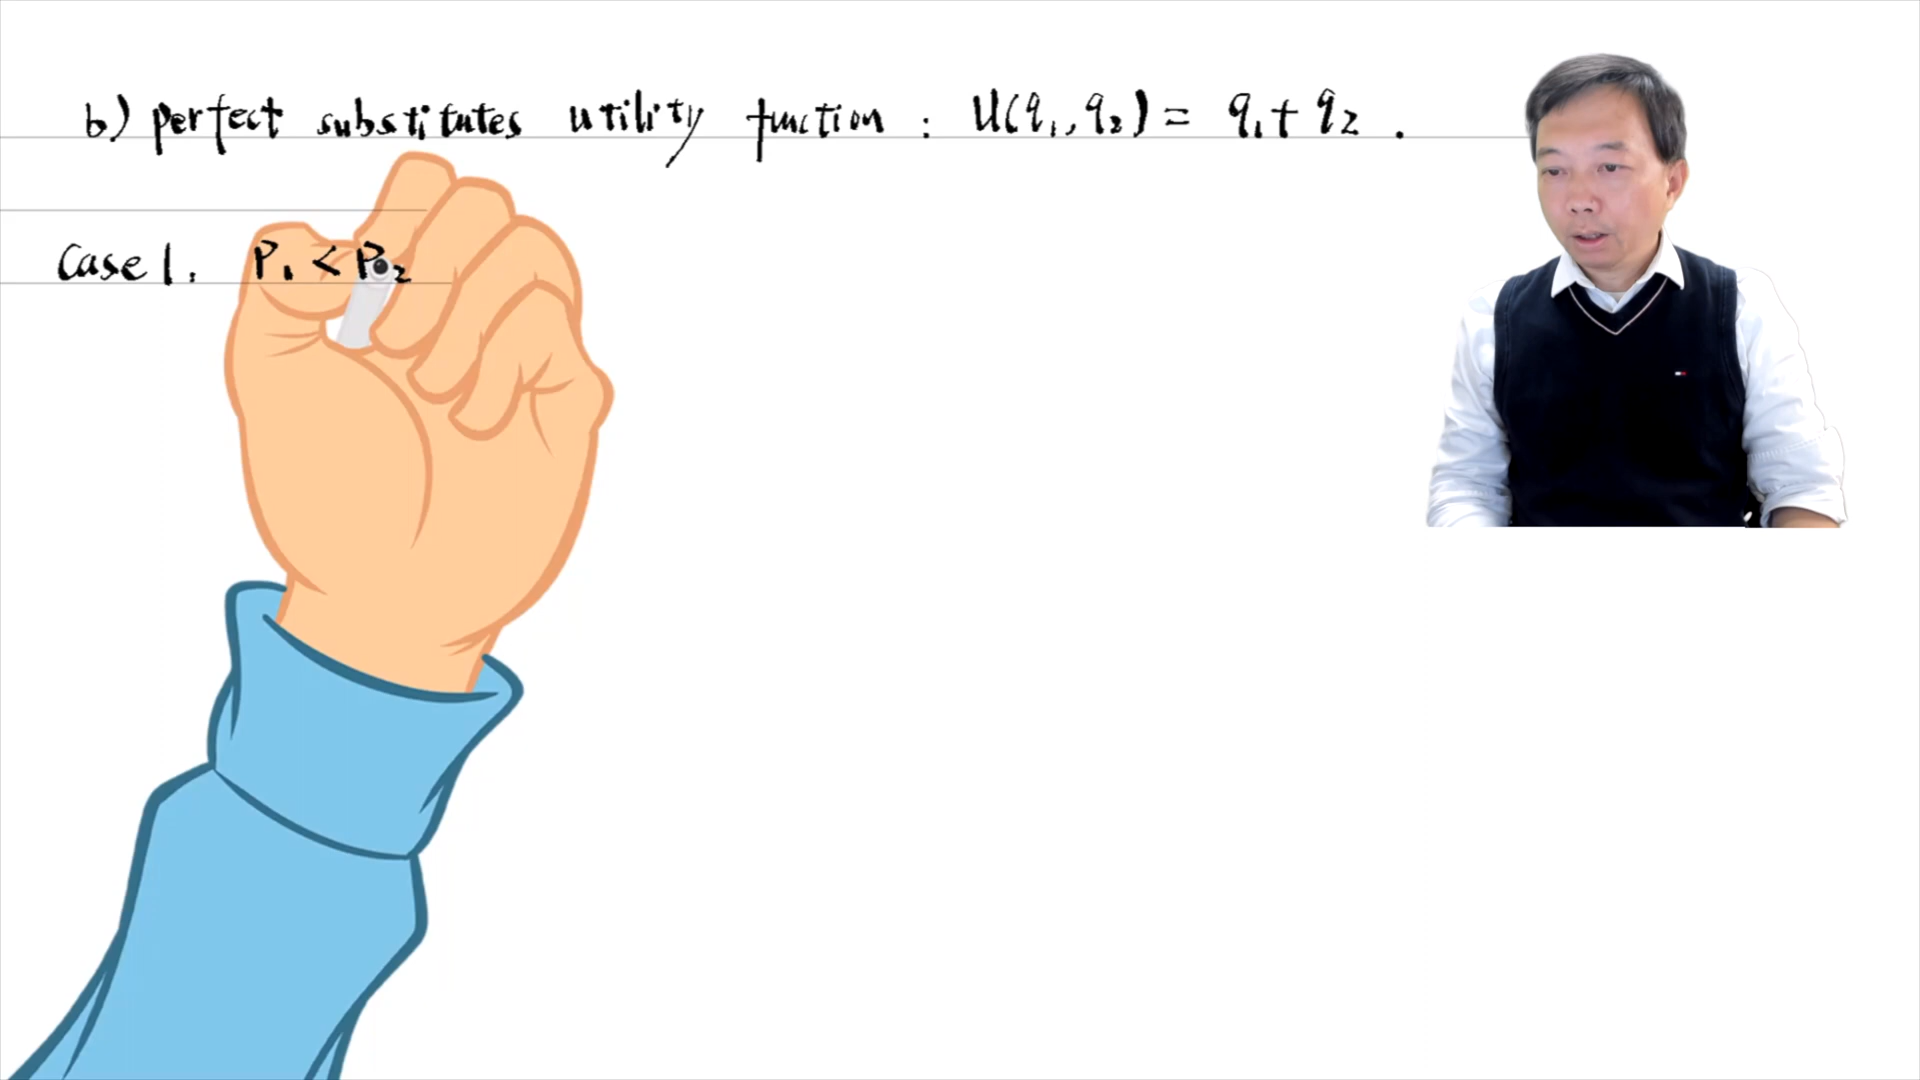 b) perfect substitutes utility function : U(q₁, q₂) = q₁ + q₂ .
Case 1. P₁ < P₂